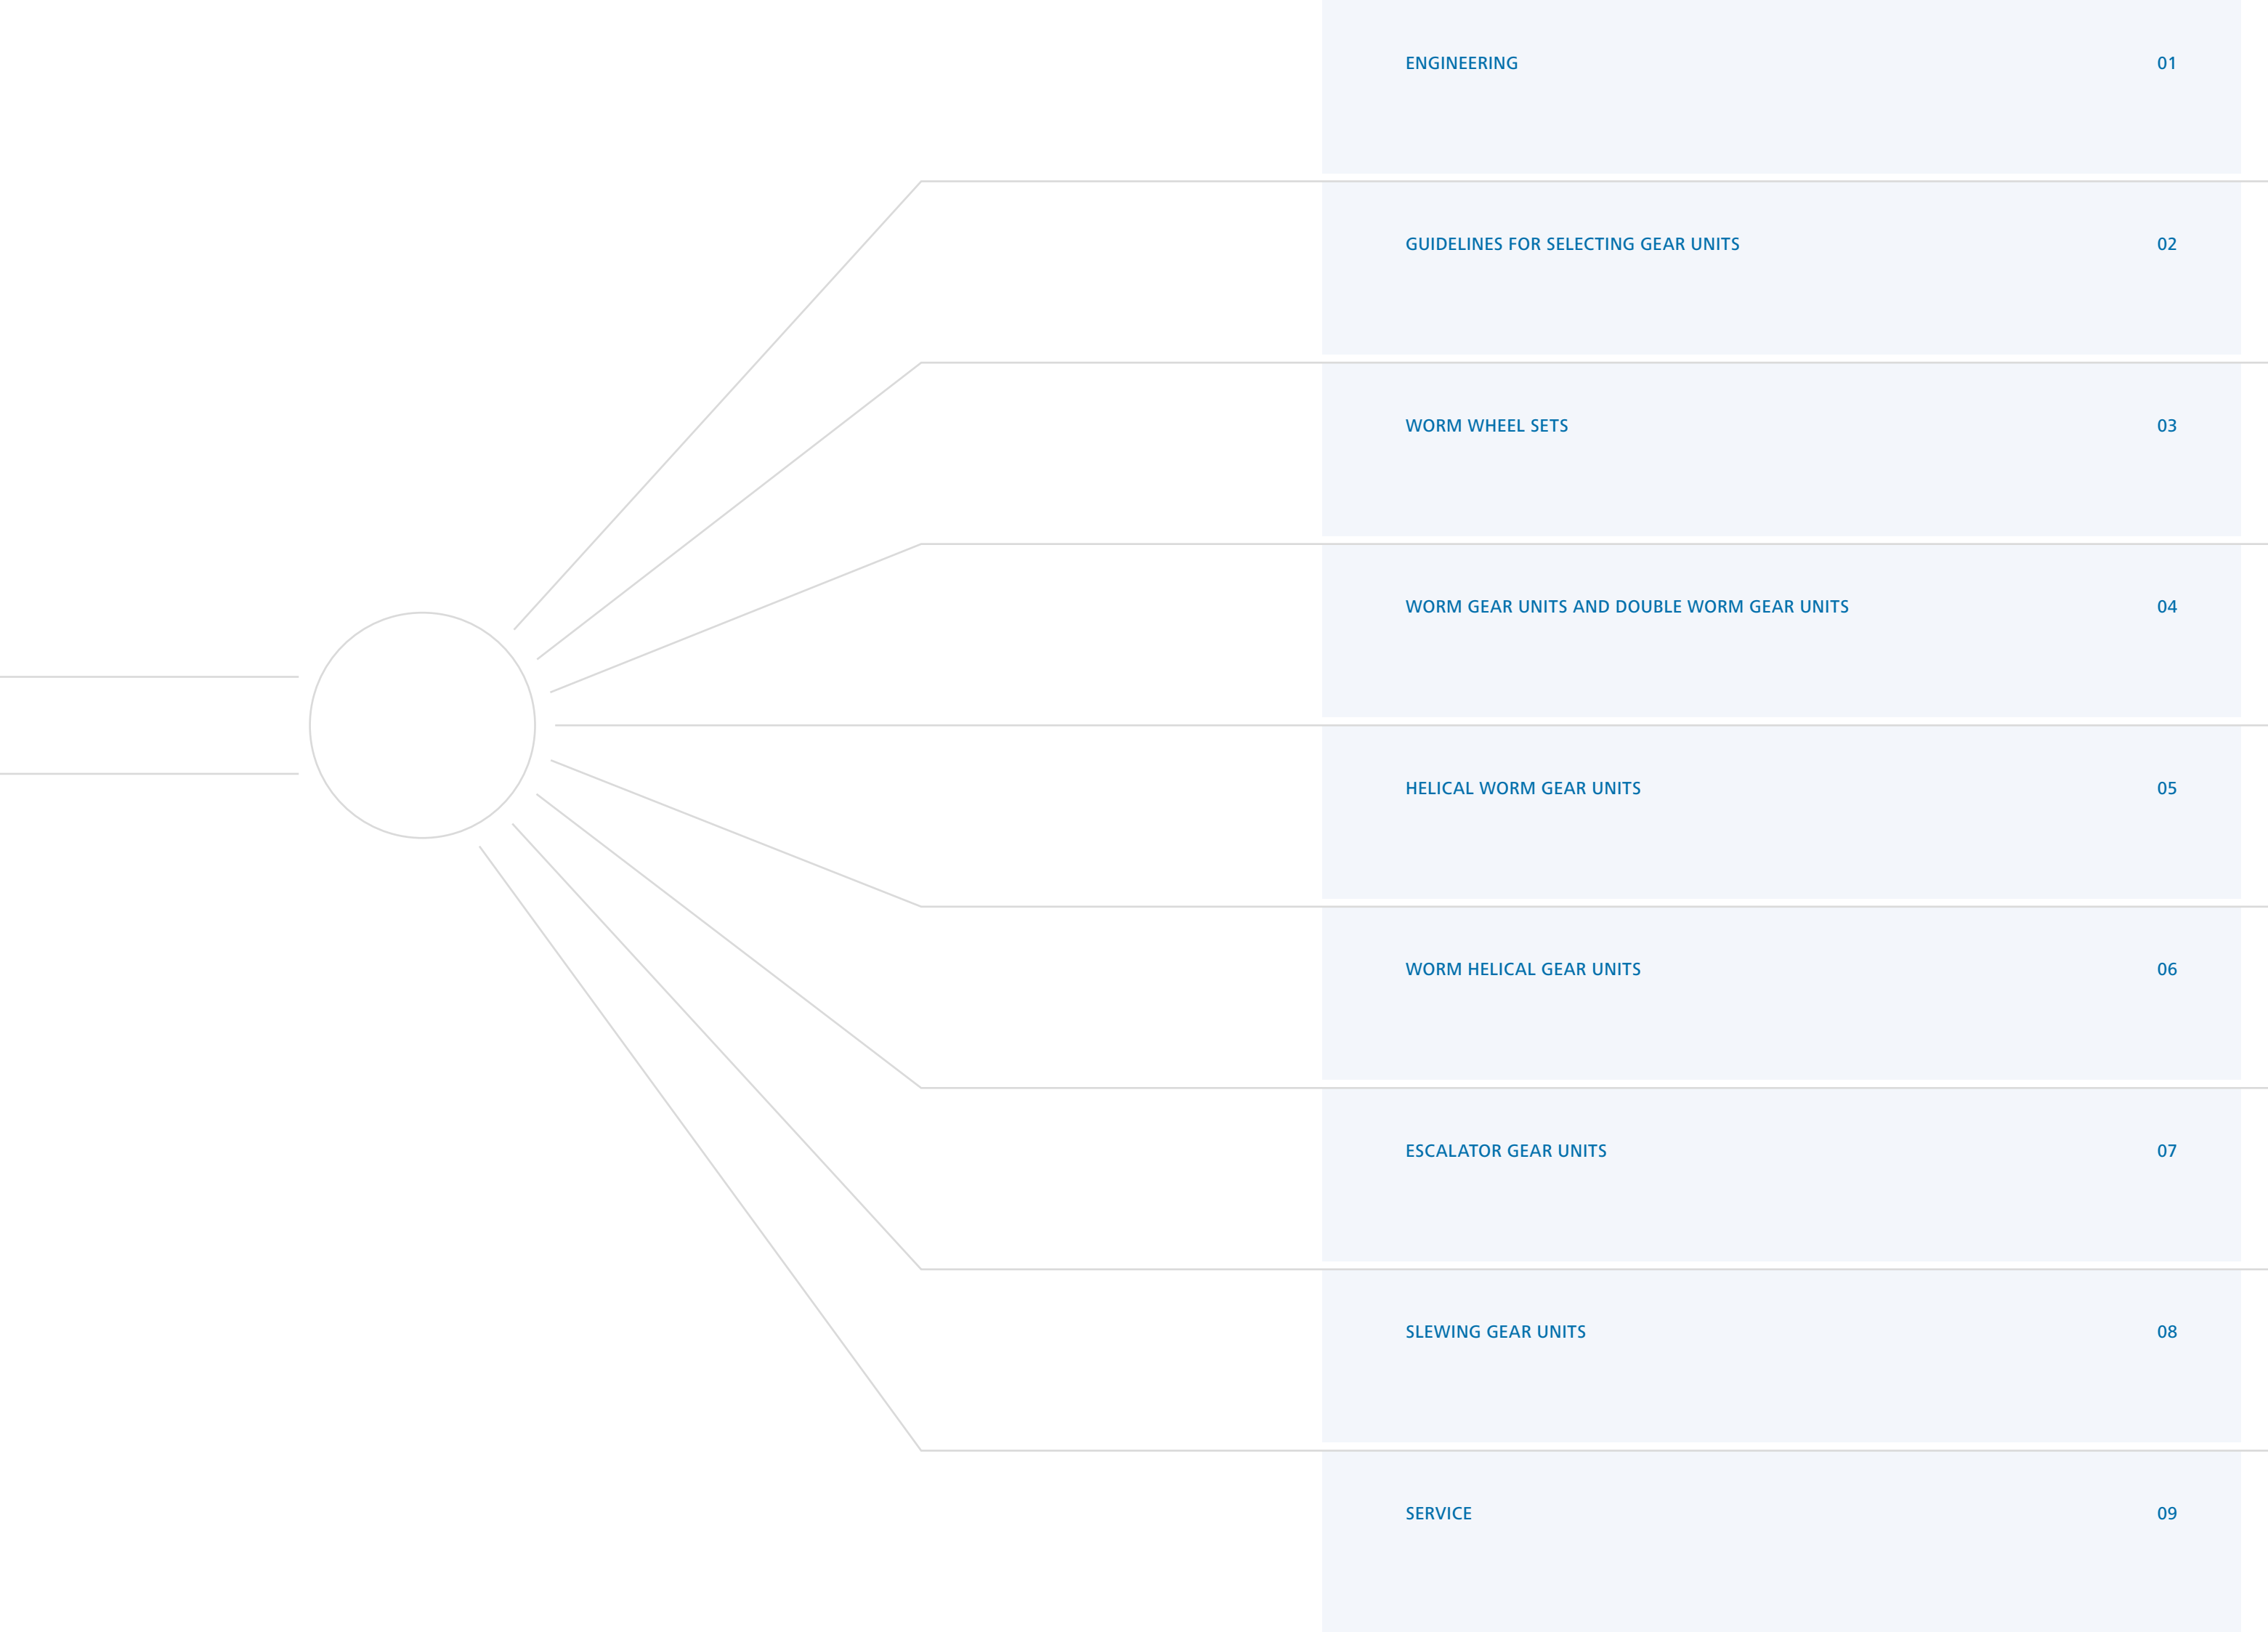 ENGINEERING 01
GUIDELINES FOR SELECTING GEAR UNITS 02
WORM WHEEL SETS 03
WORM GEAR UNITS AND DOUBLE WORM GEAR UNITS 04
HELICAL WORM GEAR UNITS 05
WORM HELICAL GEAR UNITS 06
ESCALATOR GEAR UNITS 07
SLEWING GEAR UNITS 08
SERVICE 09